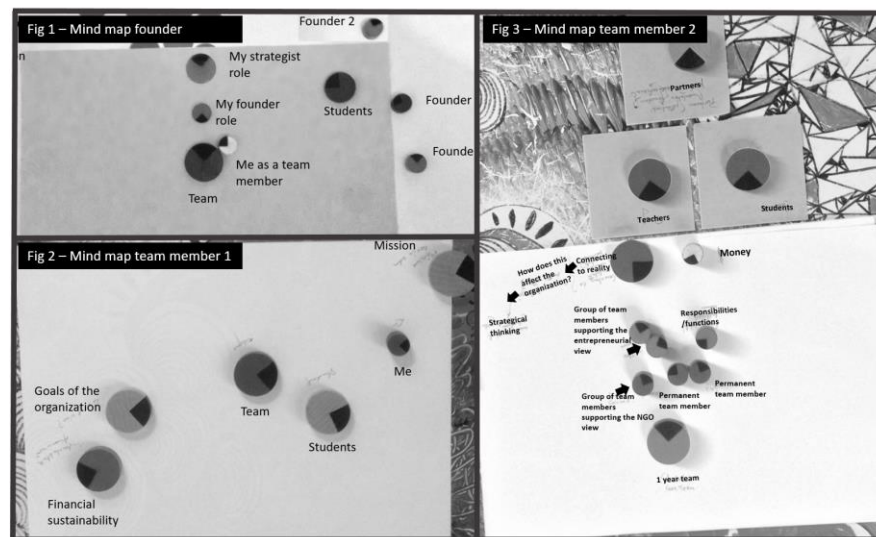 Fig 1 – Mind map founder
Founder 2
n
My strategist
role
Students
Founder
My founder
role
Founde
Me as a team
member
Team
Fig 2 – Mind map team member 1
Mission
Me
Goals of the
organization
Team
Students
Financial
sustainability
Fig 3 – Mind map team member 2
Partners
Teachers
Students
Money
How does this
affect the
organization?
Connecting
to reality
Strategical
thinking
Group of team
members
supporting the
entrepreneurial
view
Responsibilities
/functions
Group of team
members
supporting the NGO
view
Permanent
team member
Permanent
team member
1 year team